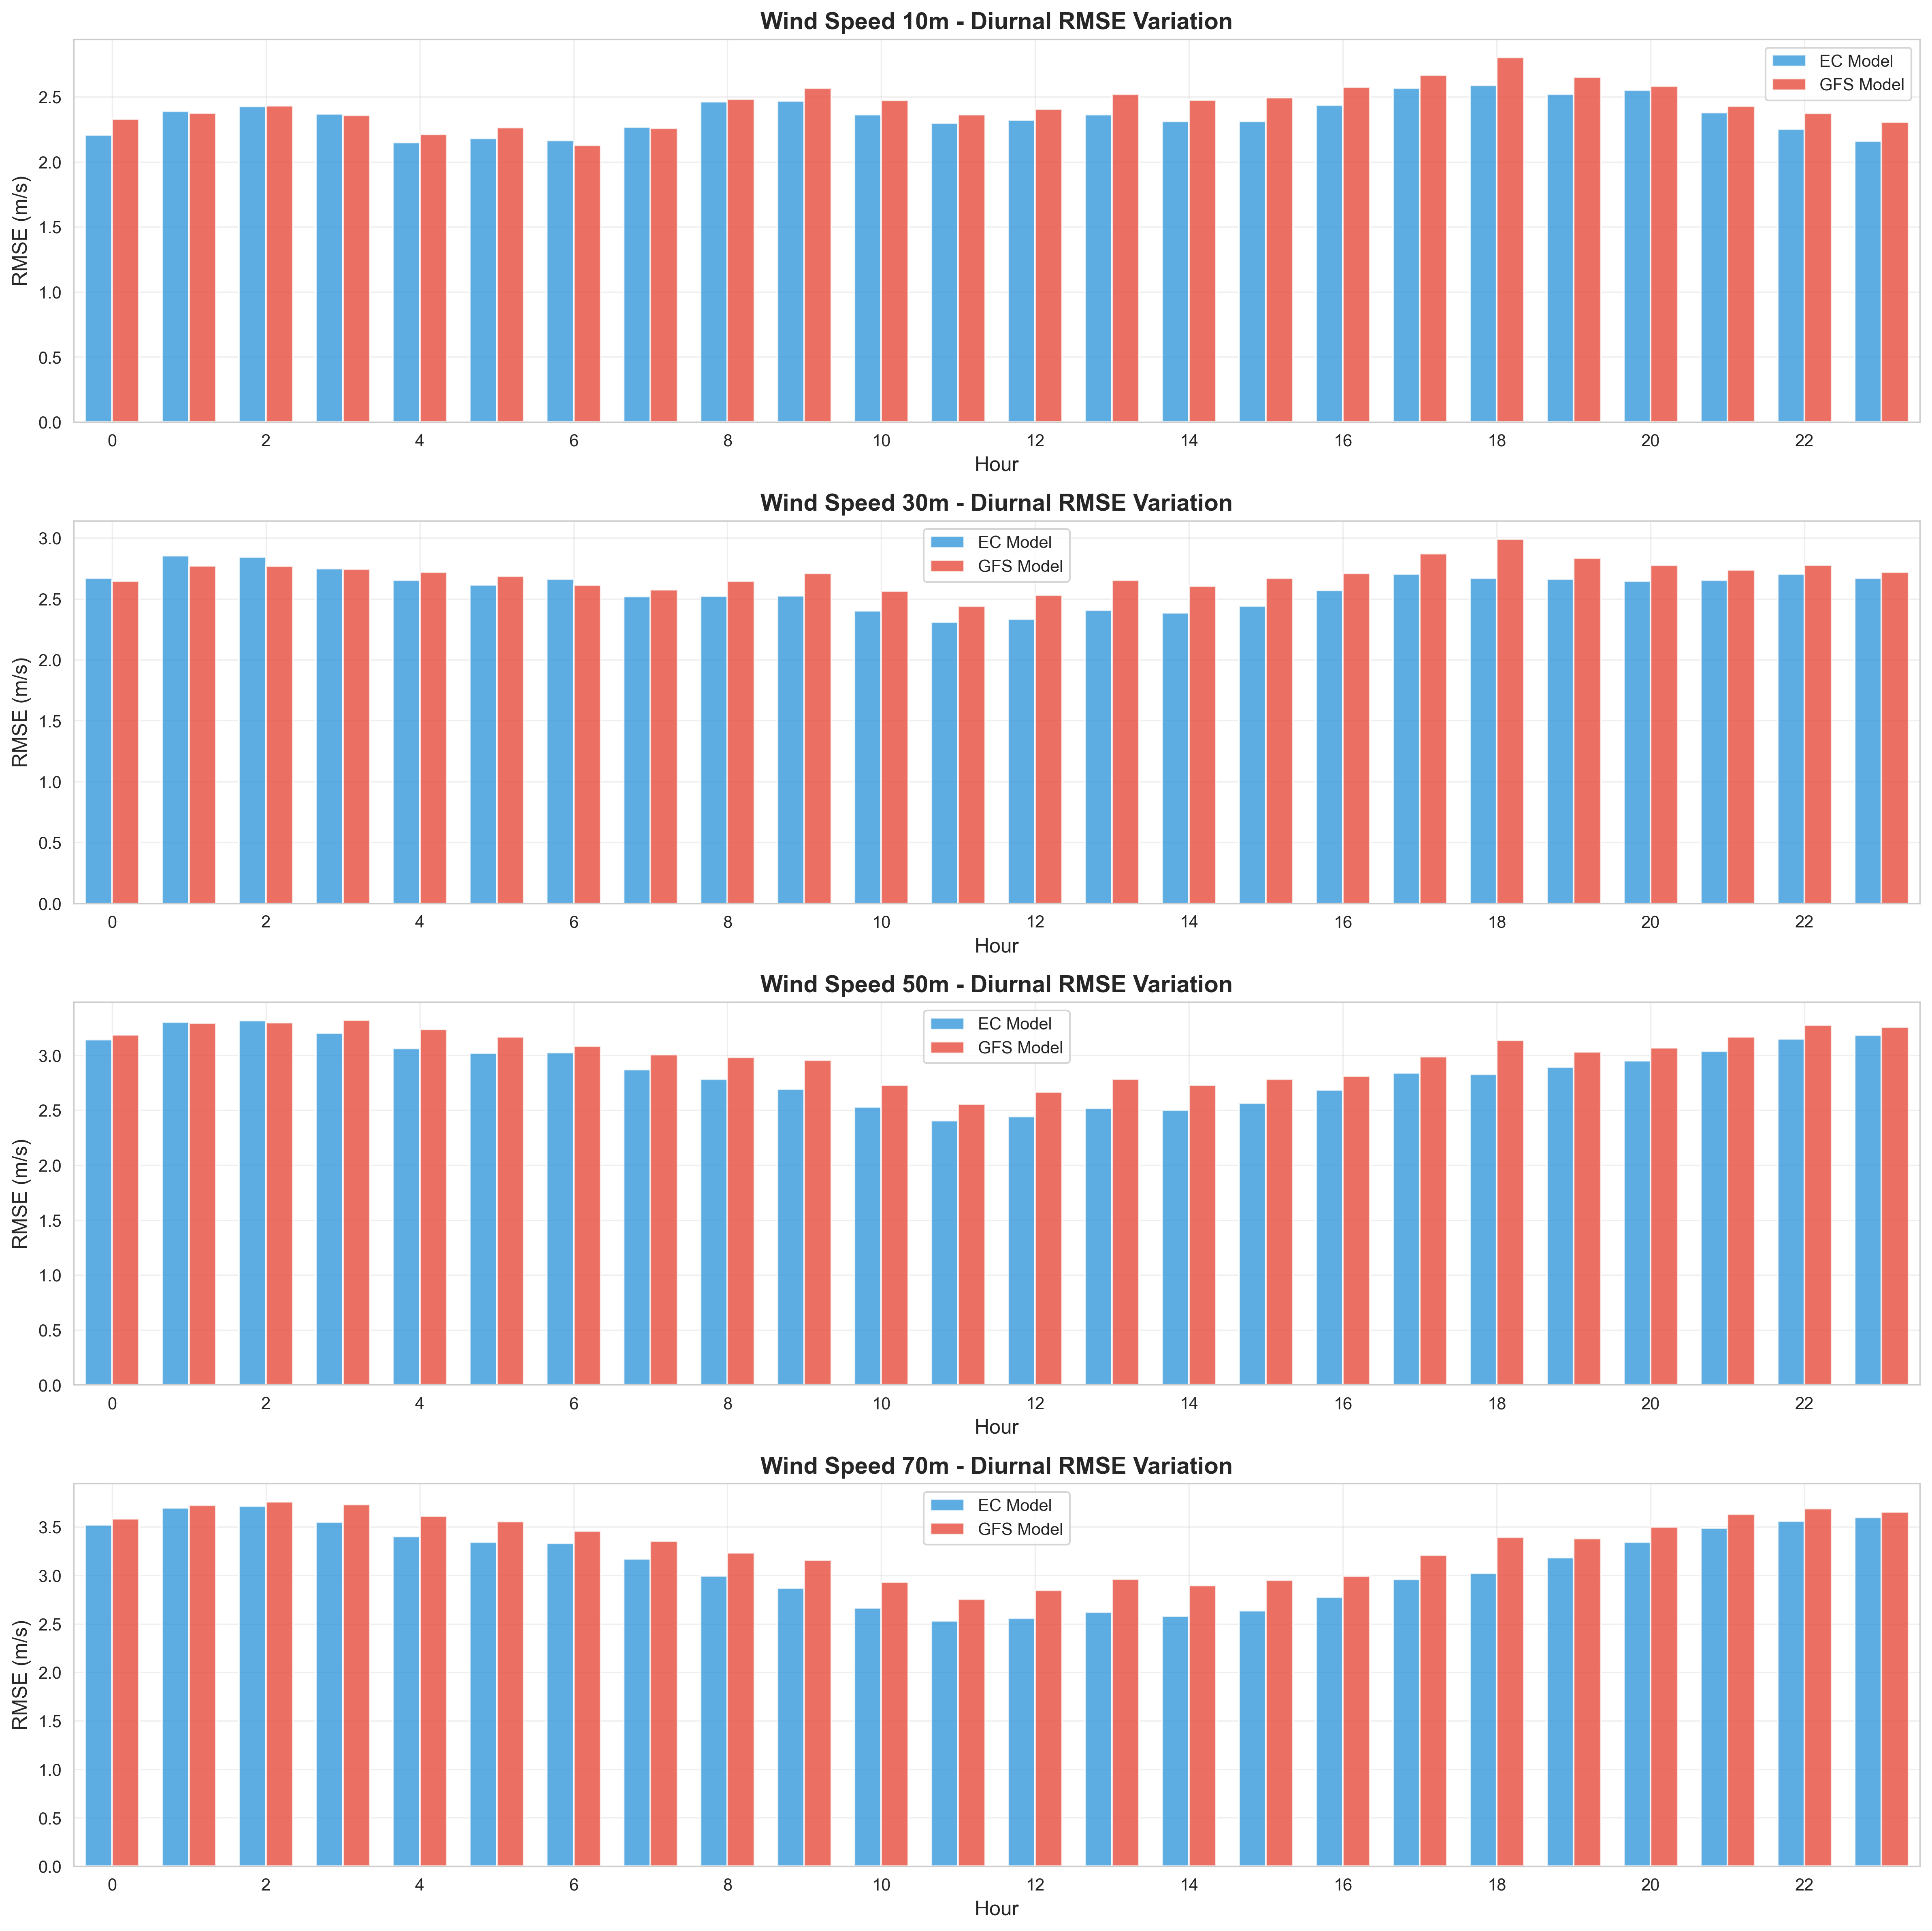 Wind Speed 10m - Diurnal RMSE Variation
EC Model
GFS Model
RMSE (m/s)
2.5
2.0
1.5
1.0
0.5
0.0
0 2 4 6 8 10 12 14 16 18 20 22
Hour
Wind Speed 30m - Diurnal RMSE Variation
EC Model
GFS Model
RMSE (m/s)
3.0
2.5
2.0
1.5
1.0
0.5
0.0
0 2 4 6 8 10 12 14 16 18 20 22
Hour
Wind Speed 50m - Diurnal RMSE Variation
EC Model
GFS Model
RMSE (m/s)
3.0
2.5
2.0
1.5
1.0
0.5
0.0
0 2 4 6 8 10 12 14 16 18 20 22
Hour
Wind Speed 70m - Diurnal RMSE Variation
EC Model
GFS Model
RMSE (m/s)
3.5
3.0
2.5
2.0
1.5
1.0
0.5
0.0
0 2 4 6 8 10 12 14 16 18 20 22
Hour